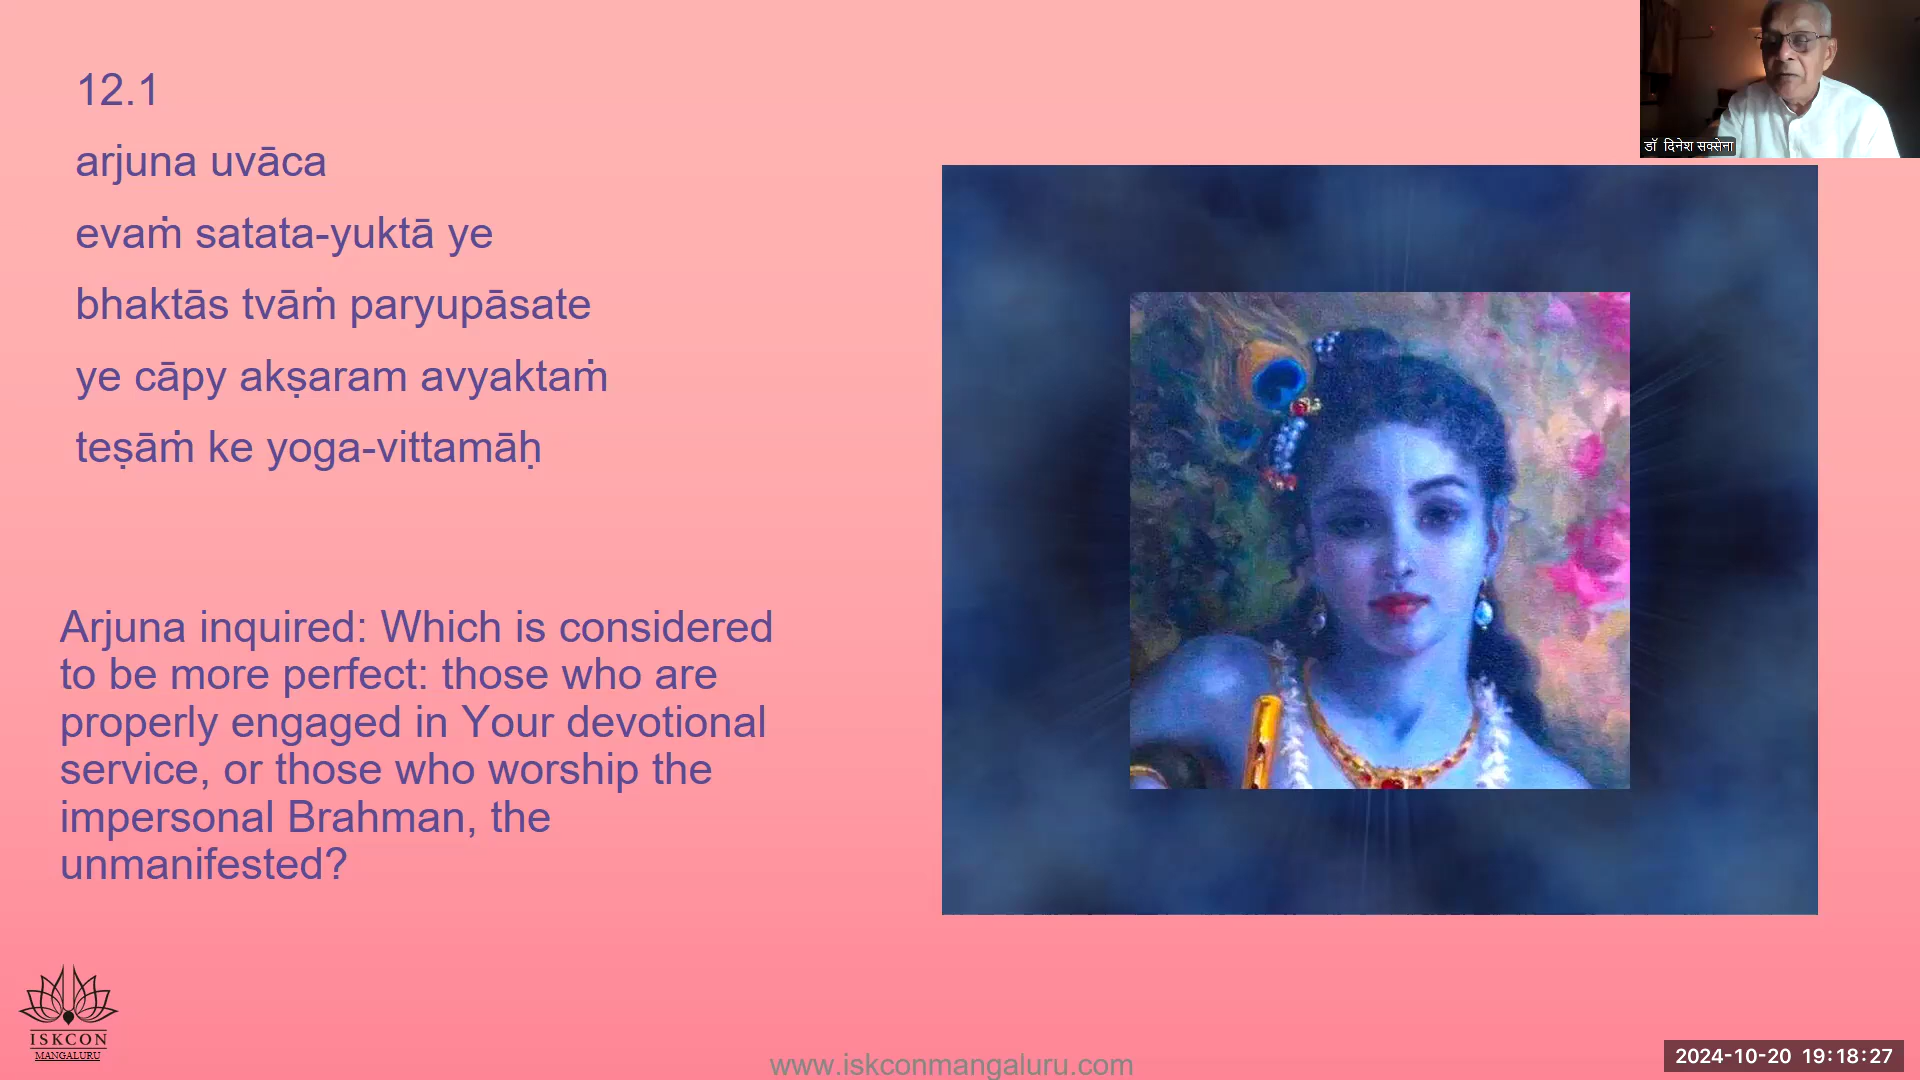 12.1
arjuna uvāca
evaṁ satata-yuktā ye
bhaktās tvāṁ paryupāsate
ye cāpy akṣaram avyaktaṁ
teṣāṁ ke yoga-vittamāḥ
Arjuna inquired: Which is considered
to be more perfect: those who are
properly engaged in Your devotional
service, or those who worship the
impersonal Brahman, the
unmanifested?
डॉ दिनेश सक्सेना
ISKCON
MANGALURU
www.iskconmangaluru.com
2024-10-20 19:18:27